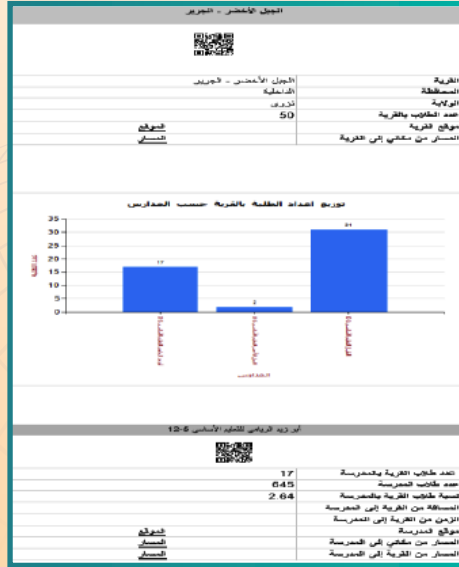 الجبل الأخضر - الجرير
القرية الجبل الأخضر - الجرير
المحافظة الداخلية
الولاية نزوى
عدد الطلاب بالقرية 50
موقع القرية الموقع
المسار من مكاني إلى القرية المسار
توزيع اعداد الطلبة بالقرية حسب المدارس
35
30
25
20
15
10
5
0
17
2
31
أبو زيد الريامي للتعليم الأساسي 5-12
عدد طلاب القرية بالمدرسة 17
عدد طلاب المدرسة 645
نسبة طلاب القرية بالمدرسة 2.64
المسافة من القرية إلى المدرسة
الزمن من القرية إلى المدرسة
موقع المدرسة الموقع
المسار من مكاني إلى المدرسة المسار
المسار من القرية إلى المدرسة المسار